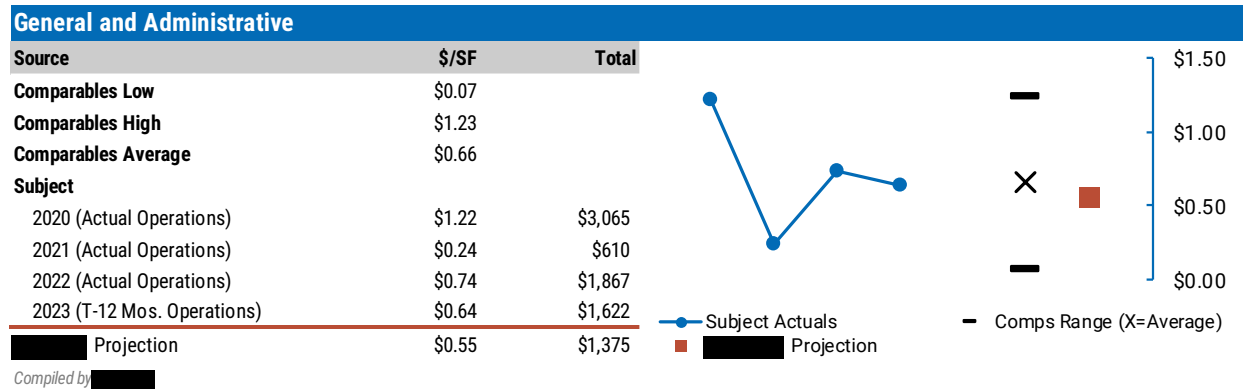 General and Administrative
Source $/SF Total
Comparables Low $0.07
Comparables High $1.23
Comparables Average $0.66
Subject
2020 (Actual Operations) $1.22 $3,065
2021 (Actual Operations) $0.24 $610
2022 (Actual Operations) $0.74 $1,867
2023 (T-12 Mos. Operations) $0.64 $1,622
Projection $0.55 $1,375
Compiled by
$1.50
$1.00
$0.50
$0.00
Subject Actuals
Comps Range (X=Average)
Projection